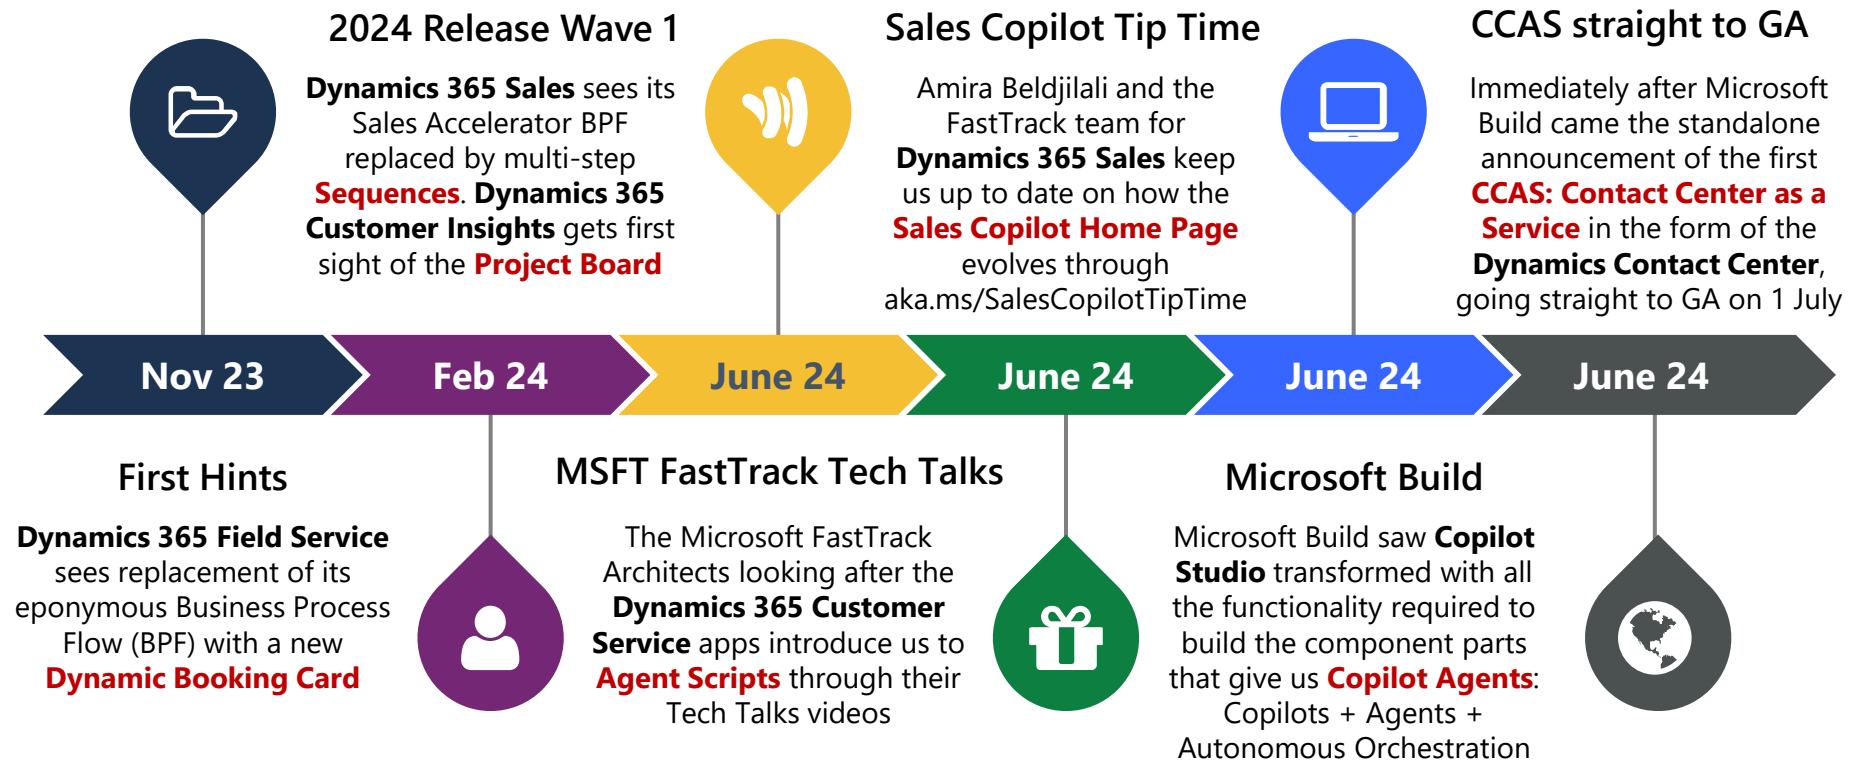 2024 Release Wave 1
Dynamics 365 Sales sees its
Sales Accelerator BPF
replaced by multi-step
Sequences. Dynamics 365
Customer Insights gets first
sight of the Project Board
Sales Copilot Tip Time
Amira Beldjilali and the
FastTrack team for
Dynamics 365 Sales keep
us up to date on how the
Sales Copilot Home Page
evolves through
aka.ms/SalesCopilotTipTime
CCAS straight to GA
Immediately after Microsoft
Build came the standalone
announcement of the first
CCAS: Contact Center as a
Service in the form of the
Dynamics Contact Center,
going straight to GA on 1 July
Nov 23
Feb 24
June 24
June 24
June 24
June 24
First Hints
Dynamics 365 Field Service
sees replacement of its
eponymous Business Process
Flow (BPF) with a new
Dynamic Booking Card
MSFT FastTrack Tech Talks
The Microsoft FastTrack
Architects looking after the
Dynamics 365 Customer
Service apps introduce us to
Agent Scripts through their
Tech Talks videos
Microsoft Build
Microsoft Build saw Copilot
Studio transformed with all
the functionality required to
build the component parts
that give us Copilot Agents:
Copilots + Agents +
Autonomous Orchestration